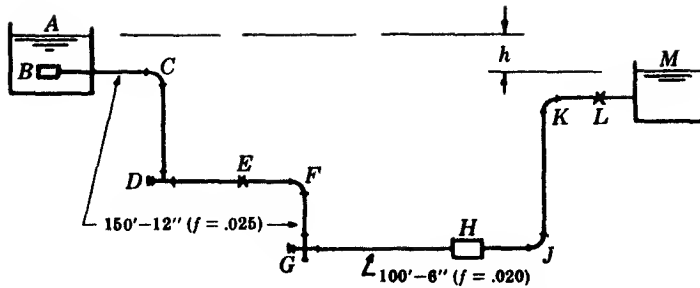 A
h
M
B
C
K
L
D
E
F
150'–12" (f = .025)
H
G
J
100'–6" (f = .020)